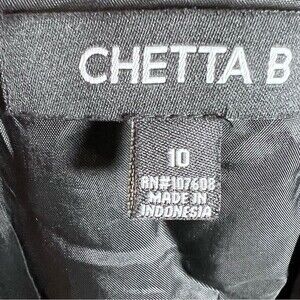 CHETTA B
10
RN#107608
MADE IN
INDONESIA